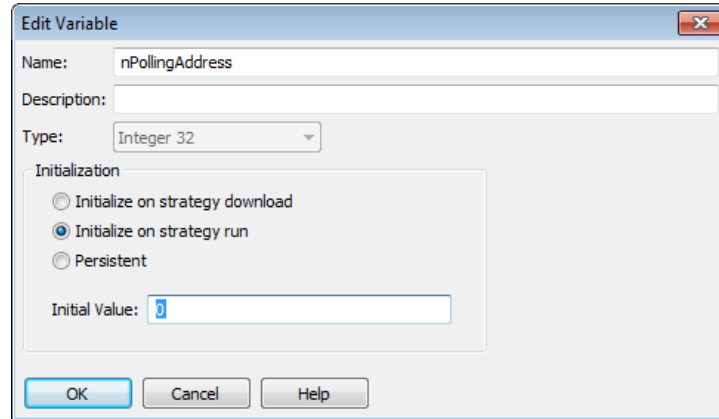 Edit Variable
Name: nPollingAddress
Description:
Type: Integer 32
Initialization
Initialize on strategy download
Initialize on strategy run
Persistent
Initial Value: 0
OK Cancel Help